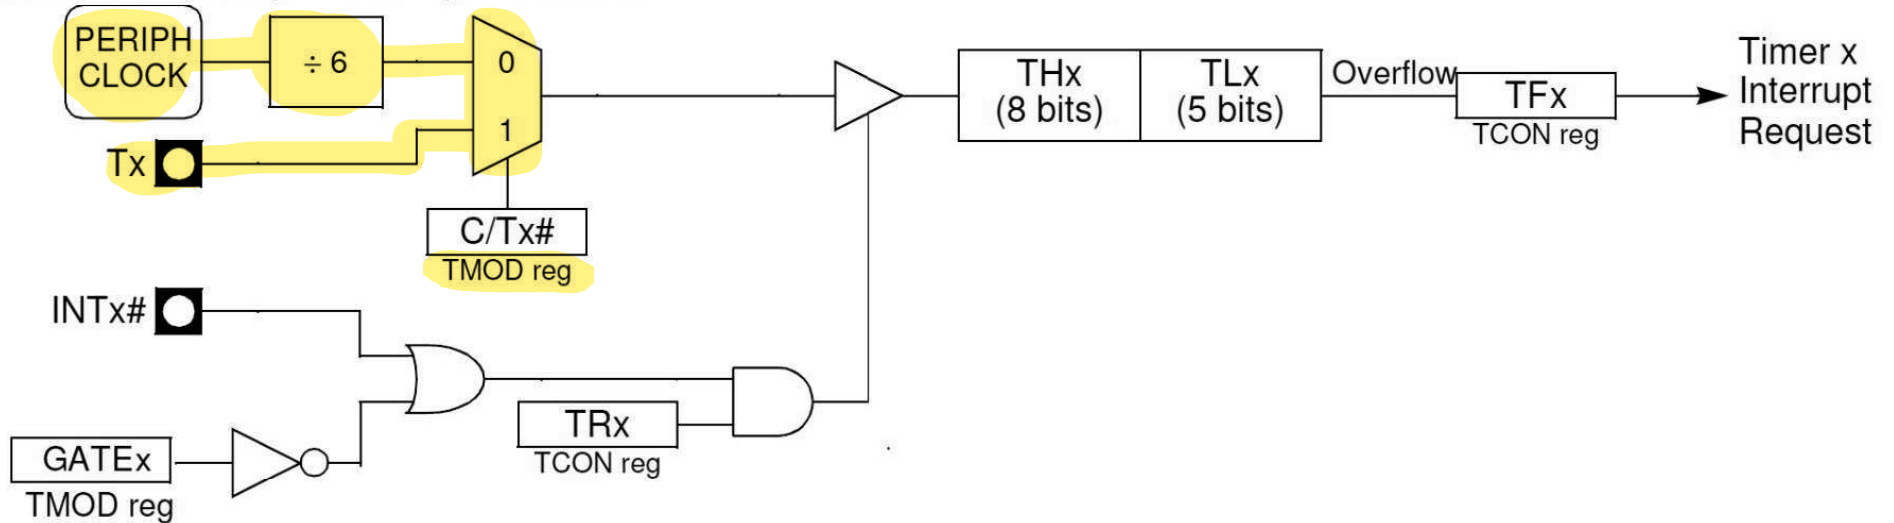 PERIPH
CLOCK
÷ 6
0
1
Tx
C/Tx#
TMOD reg
THx
(8 bits)
TLx
(5 bits)
Overflow
TFx
TCON reg
Timer x
Interrupt
Request
INTx#
GATEx
TMOD reg
TRx
TCON reg